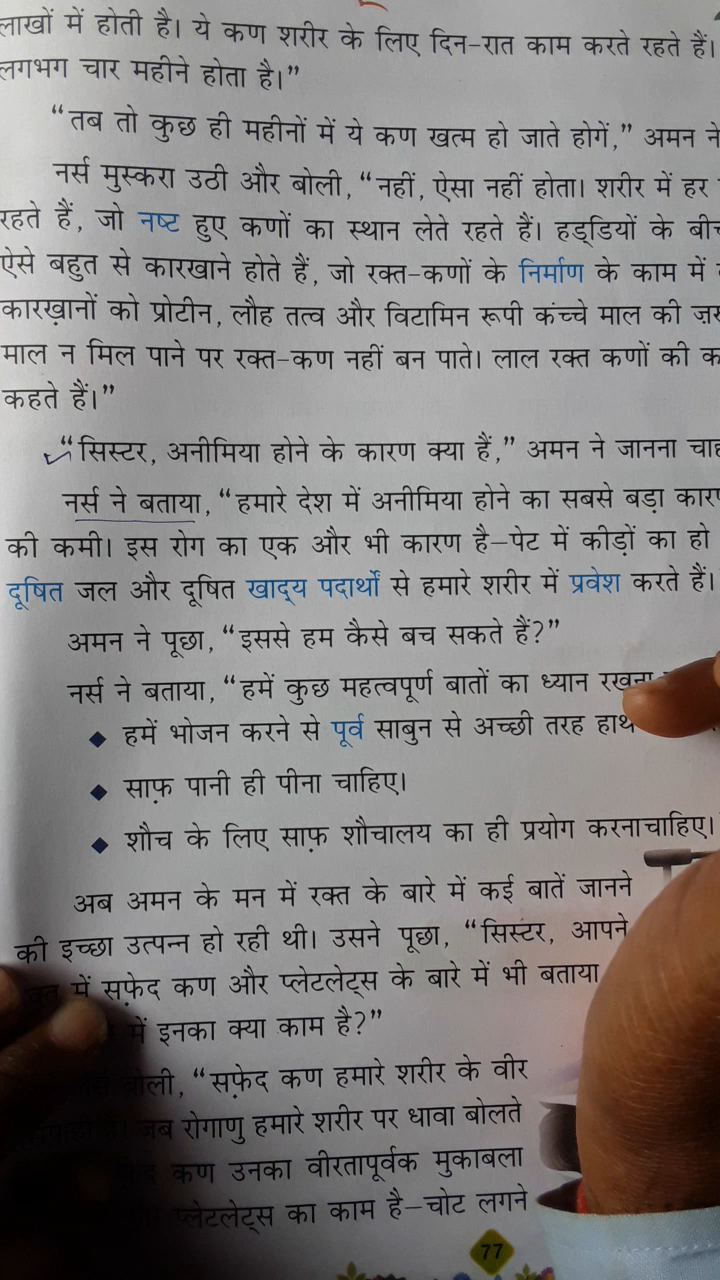 लाखों में होती है। ये कण शरीर के लिए दिन-रात काम करते रहते हैं।
लगभग चार महीने होता है।”
“तब तो कुछ ही महीनों में ये कण खत्म हो जाते होगें,” अमन ने
नर्स मुस्करा उठी और बोली, “नहीं, ऐसा नहीं होता। शरीर में हर
रहते हैं, जो नष्ट हुए कणों का स्थान लेते रहते हैं। हड्डियों के बीच
ऐसे बहुत से कारखाने होते हैं, जो रक्त-कणों के निर्माण के काम में
कारख़ानों को प्रोटीन, लौह तत्व और विटामिन रूपी कच्चे माल की
माल न मिल पाने पर रक्त-कण नहीं बन पाते। लाल रक्त कणों की
कहते हैं।”
“सिस्टर, अनीमिया होने के कारण क्या हैं,” अमन ने जानना
नर्स ने बताया, “हमारे देश में अनीमिया होने का सबसे बड़ा
की कमी। इस रोग का एक और भी कारण है-पेट में कीड़ों का हो
दूषित जल और दूषित खाद्य पदार्थों से हमारे शरीर में प्रवेश करते हैं।
अमन ने पूछा, “इससे हम कैसे बच सकते हैं?”
नर्स ने बताया, “हमें कुछ महत्वपूर्ण बातों का ध्यान रखना
◆ हमें भोजन करने से पूर्व साबुन से अच्छी तरह हाथ
◆ साफ़ पानी ही पीना चाहिए।
◆ शौच के लिए साफ़ शौचालय का ही प्रयोग करनाचाहिए।
अब अमन के मन में रक्त के बारे में कई बातें जानने
की इच्छा उत्पन्न हो रही थी। उसने पूछा, “सिस्टर, आपने
में सफ़ेद कण और प्लेटलेट्स के बारे में भी बताया
में इनका क्या काम है?”
बोली, “सफ़ेद कण हमारे शरीर के वीर
जब रोगाणु हमारे शरीर पर धावा बोलते
कण उनका वीरतापूर्वक मुकाबला
प्लेटलेट्स का काम है-चोट लगने
77